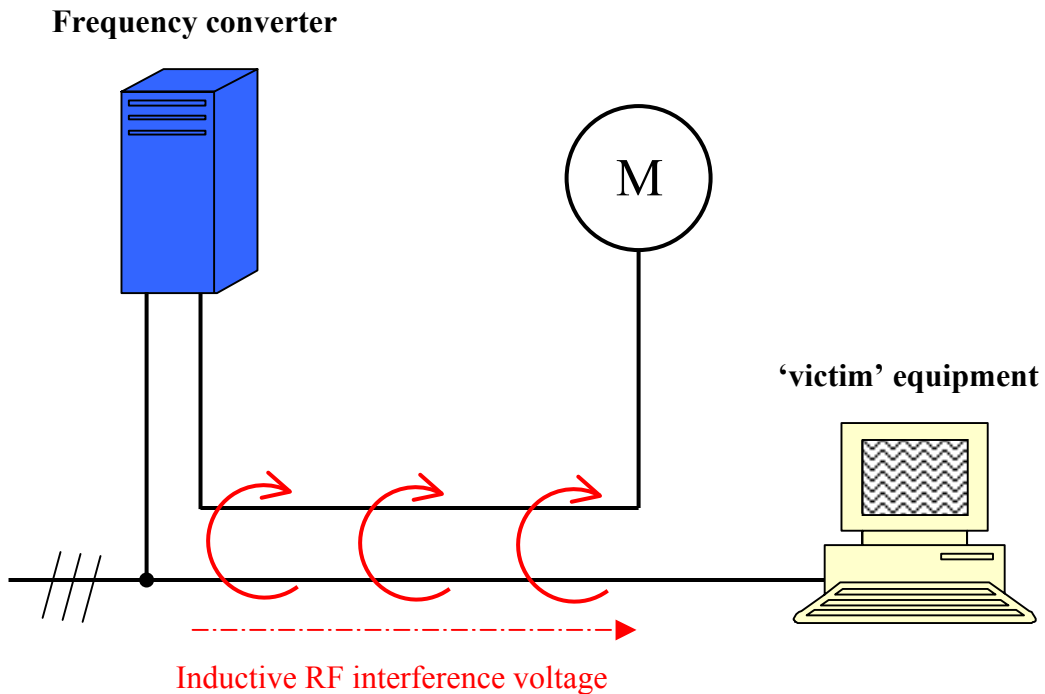 Frequency converter
M
‘victim’ equipment
Inductive RF interference voltage